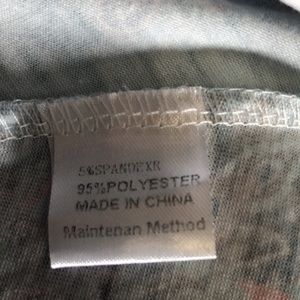 5%SPANDEXR
95%POLYESTER
MADE IN CHINA
Maintenan Method